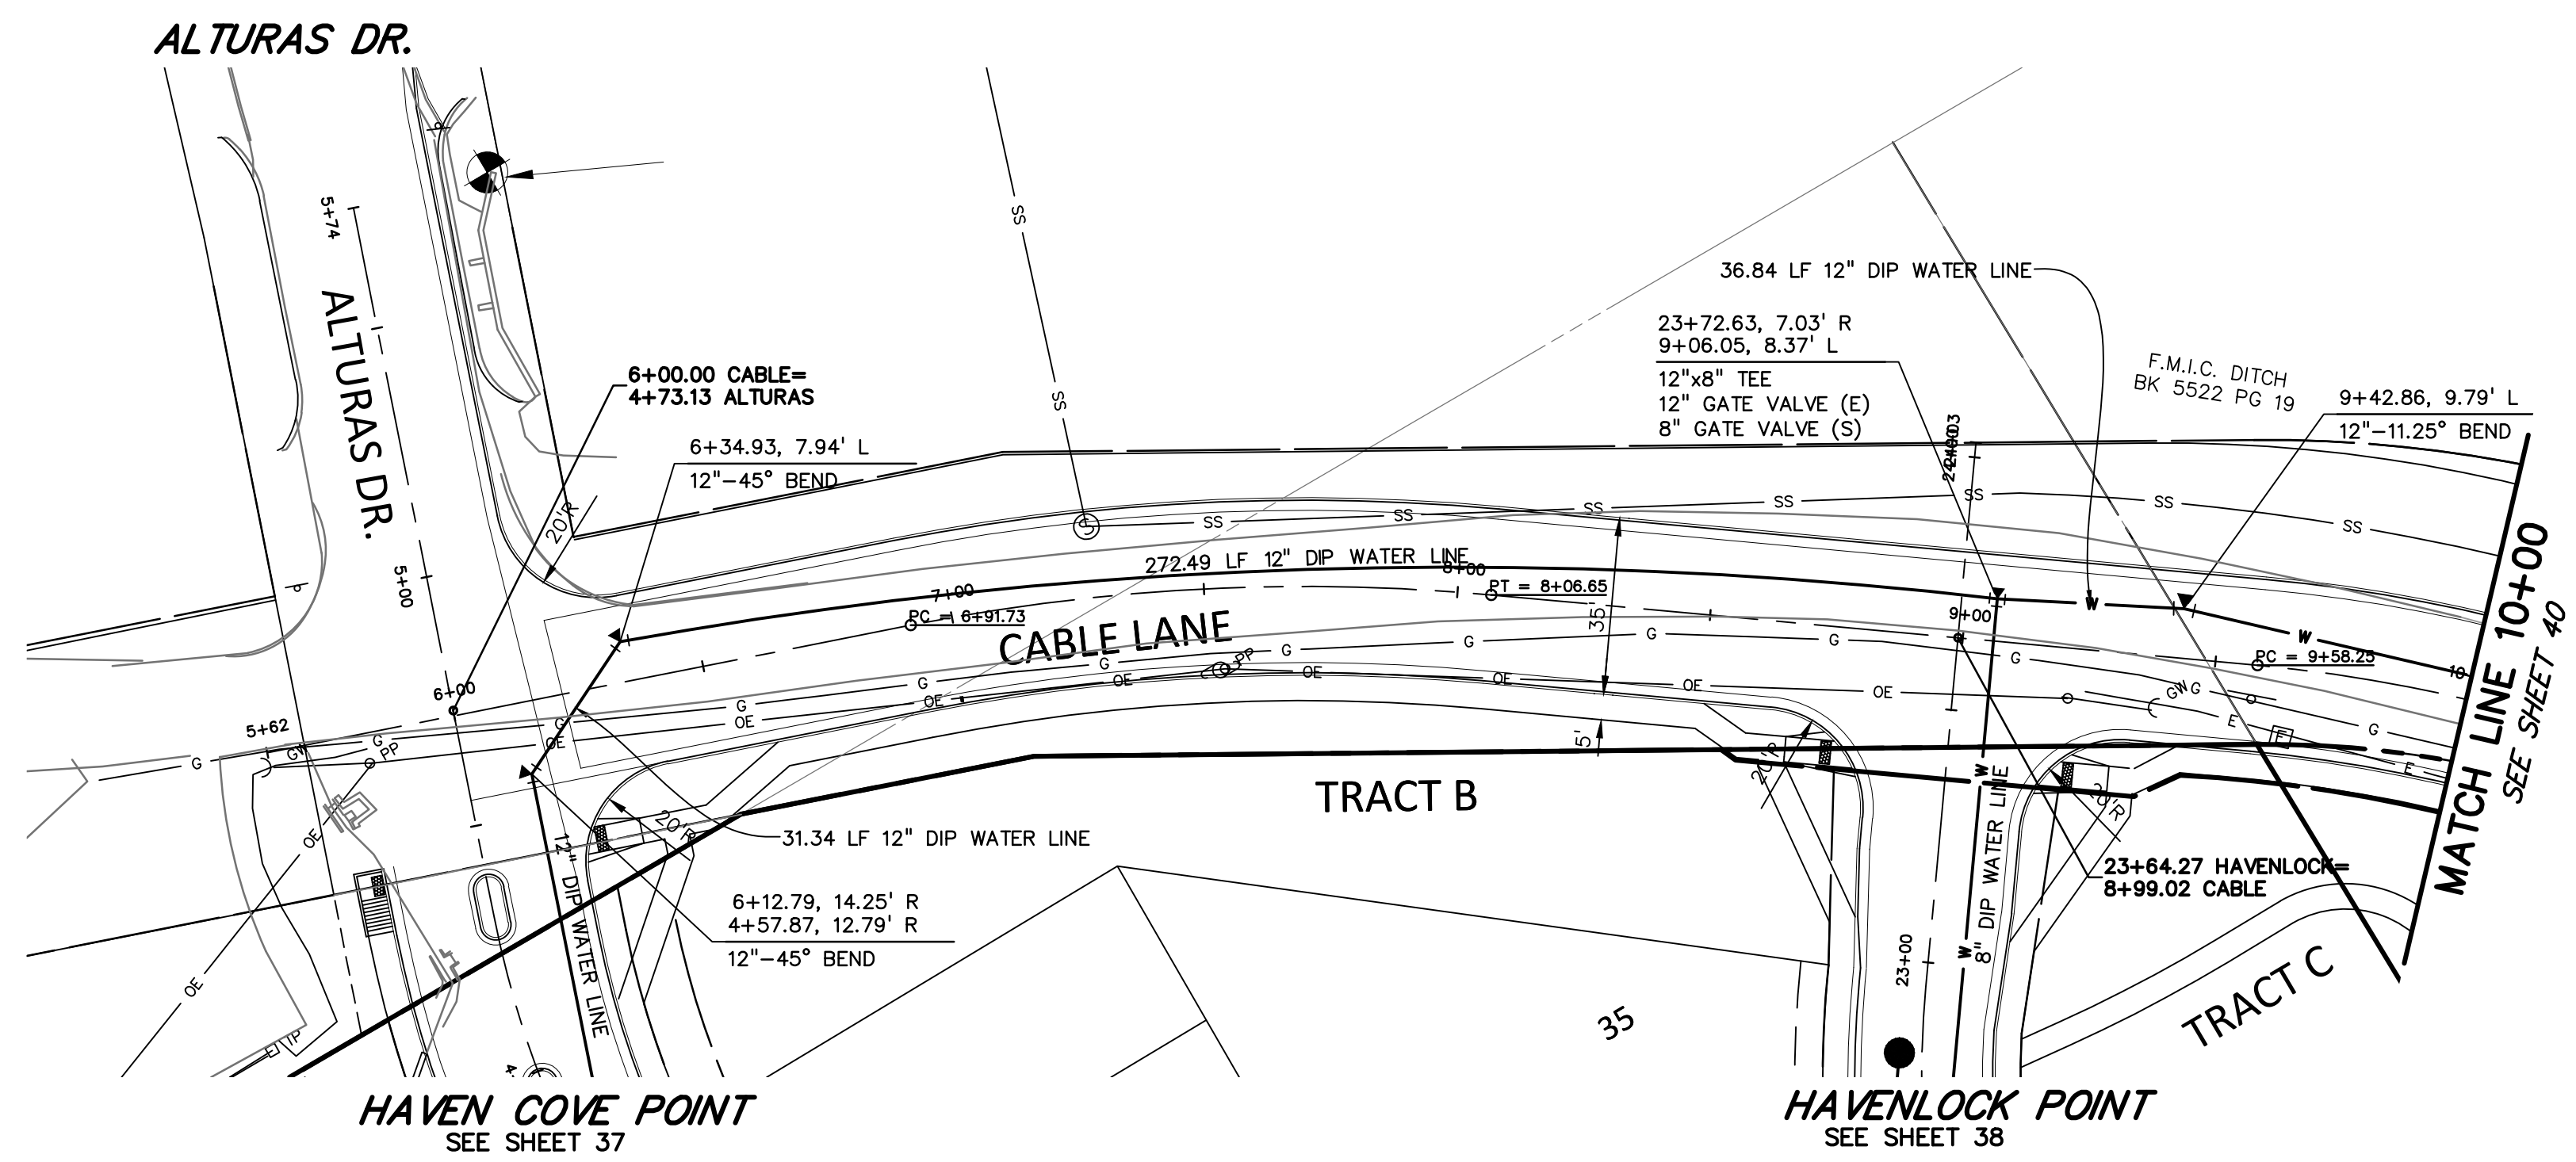 ALTURAS DR.
5+74
ALTURAS DR.
SS
SS
36.84 LF 12" DIP WATER LINE
23+72.63, 7.03' R
9+06.05, 8.37' L
12"x8" TEE
12" GATE VALVE (E)
8" GATE VALVE (S)
F.M.I.C. DITCH
BK 5522 PG 19
9+42.86, 9.79' L
12"-11.25° BEND
6+00.00 CABLE=
4+73.13 ALTURAS
6+34.93, 7.94' L
12"-45° BEND
20'R
P
P
5+00
SS
SS
SS
SS
SS
SS
SS
272.49 LF 12" DIP WATER LINE
7+00
8+00
PC = 6+91.73
PT = 8+06.65
35'
9+00
W
W
PC = 9+58.25
10
CABLE LANE
6+00
5+62
G
GW
G
PP
G
G
G
G
G
G
G
G
G
GW
G
G
OE
OE
OE
OE
OE
OE
OE
OE
PP
E
E
F
MATCH LINE 10+00
SEE SHEET 40
5'
20'R
20'R
20'R
TRACT B
31.34 LF 12" DIP WATER LINE
12" DIP WATER LINE
OE
OE
6+12.79, 14.25' R
4+57.87, 12.79' R
12"-45° BEND
W
W
8" DIP WATER LINE
23+64.27 HAVENLOCK=
8+99.02 CABLE
23+00
35
TRACT C
HAVEN COVE POINT
SEE SHEET 37
HAVENLOCK POINT
SEE SHEET 38